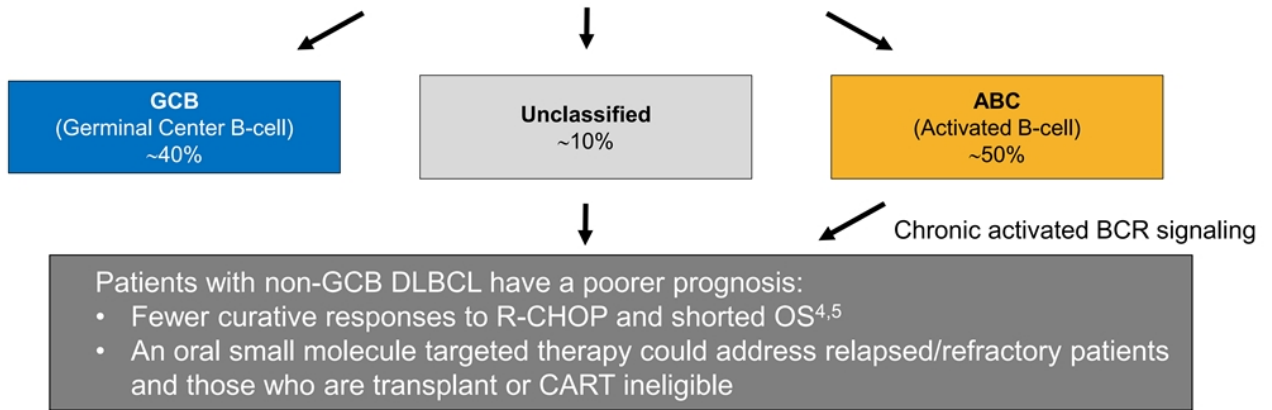 GCB
(Germinal Center B-cell)
~40%
Unclassified
~10%
ABC
(Activated B-cell)
~50%
Chronic activated BCR signaling
Patients with non-GCB DLBCL have a poorer prognosis:
• Fewer curative responses to R-CHOP and shorted OS4,5
• An oral small molecule targeted therapy could address relapsed/refractory patients
and those who are transplant or CART ineligible